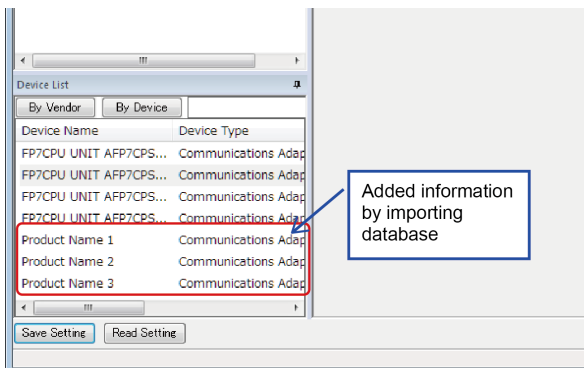 Device List
By Vendor By Device
Device Name Device Type
FP7CPU UNIT AFP7CPS... Communications Adap
FP7CPU UNIT AFP7CPS... Communications Adap
FP7CPU UNIT AFP7CPS... Communications Adap
FP7CPU UNIT AFP7CPS... Communications Adap
Product Name 1 Communications Adap
Product Name 2 Communications Adap
Product Name 3 Communications Adap
Added information
by importing
database
Save Setting Read Setting